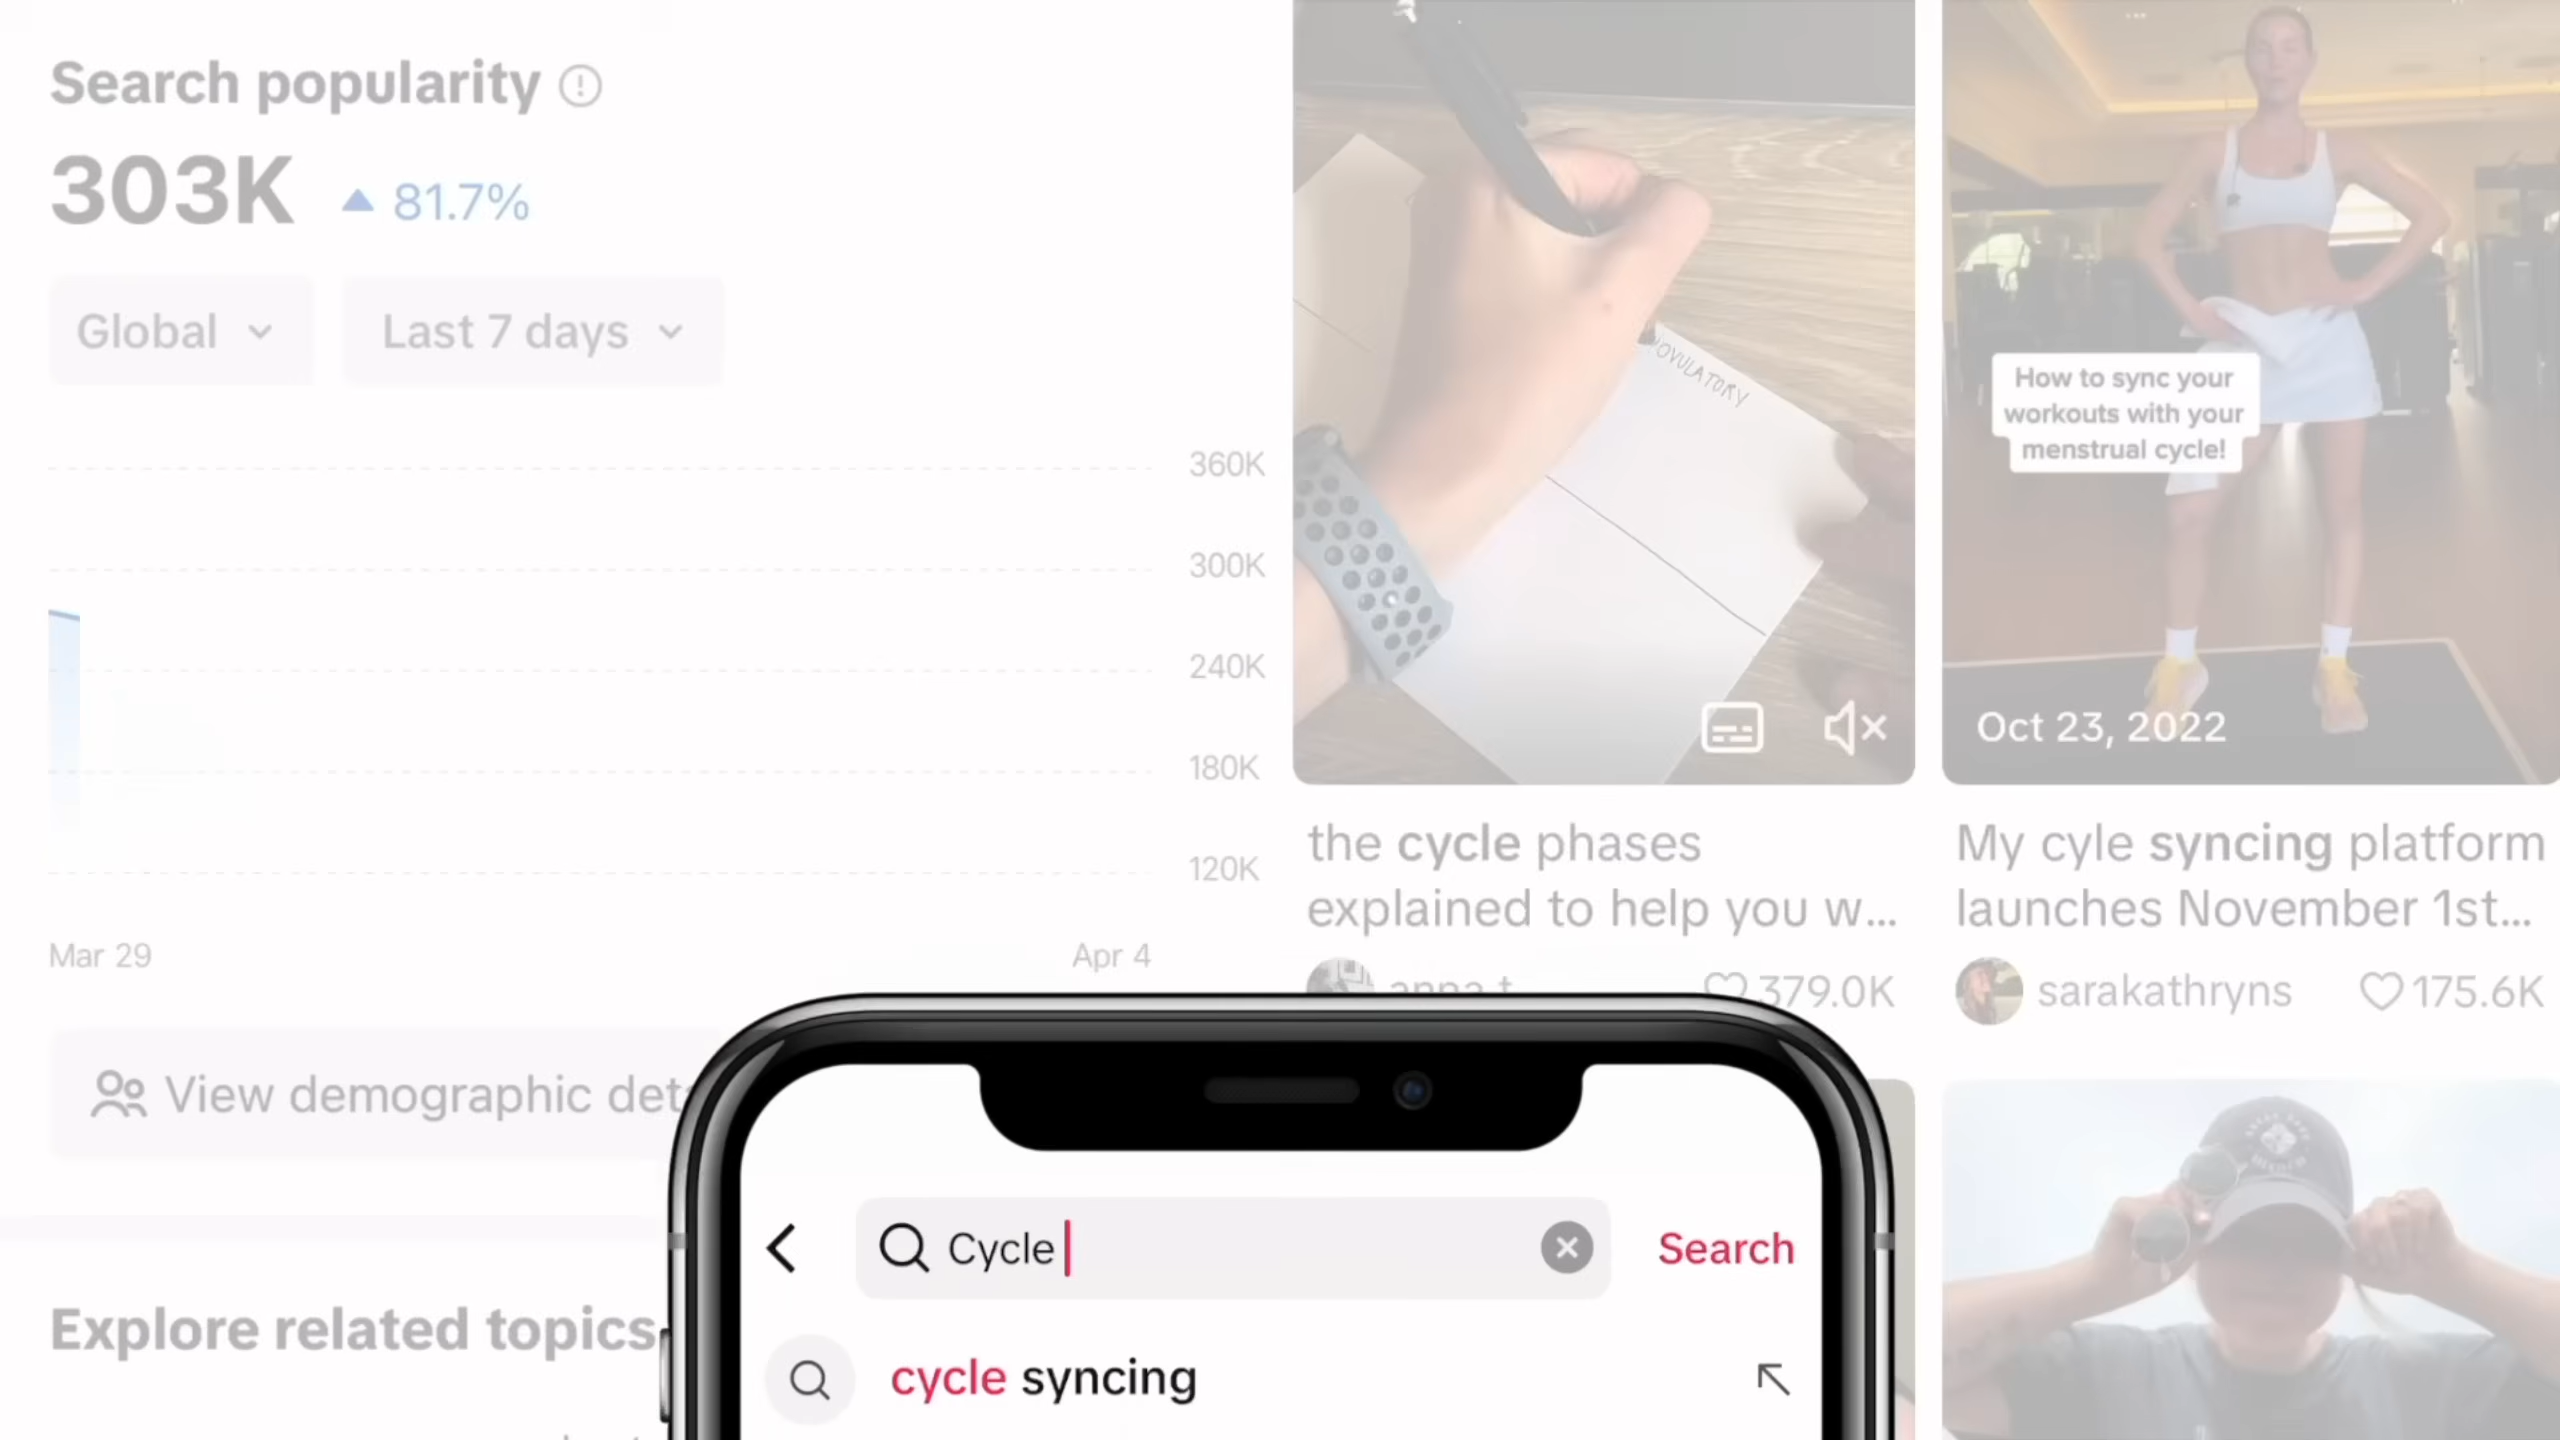 Search popularity
303K 81.7%
Global
Last 7 days
360K
300K
240K
180K
120K
Mar 29
Apr 4
View demographic
Explore related topics
OVULATORY
the cycle phases
explained to help you w...
anna.t
379.0K
How to sync your
workouts with your
menstrual cycle!
Oct 23, 2022
My cyle syncing platform
launches November 1st...
sarakathryns
175.6K
Cycle
Search
cycle syncing